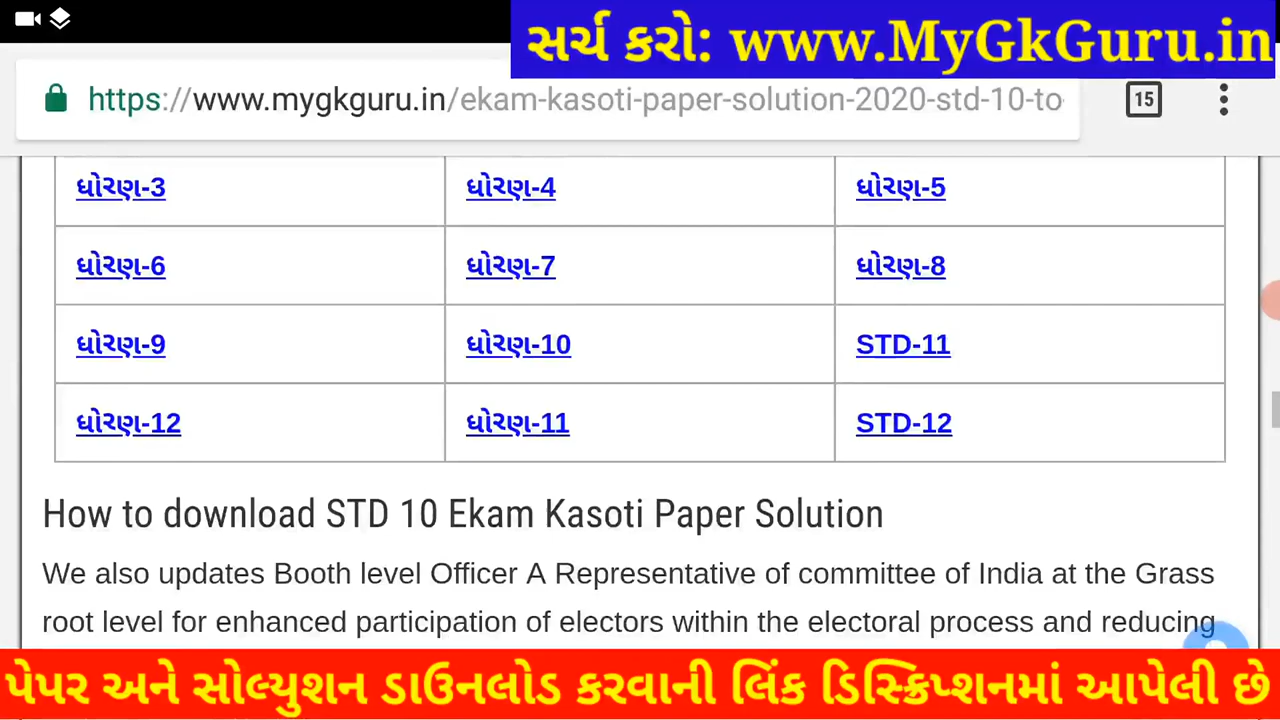 સર્ચ કરો: www.MyGkGuru.in
https://www.mygkguru.in/ekam-kasoti-paper-solution-2020-std-10-to
15
ધોરણ-3 ધોરણ-4 ધોરણ-5
ધોરણ-6 ધોરણ-7 ધોરણ-8
ધોરણ-9 ધોરણ-10 STD-11
ધોરણ-12 ધોરણ-11 STD-12
How to download STD 10 Ekam Kasoti Paper Solution
We also updates Booth level Officer A Representative of committee of India at the Grass
root level for enhanced participation of electors within the electoral process and reducing
પેપર અને સોલ્યુશન ડાઉનલોડ કરવાની લિંક ડિસ્ક્રિપ્શનમાં આપેલી છે